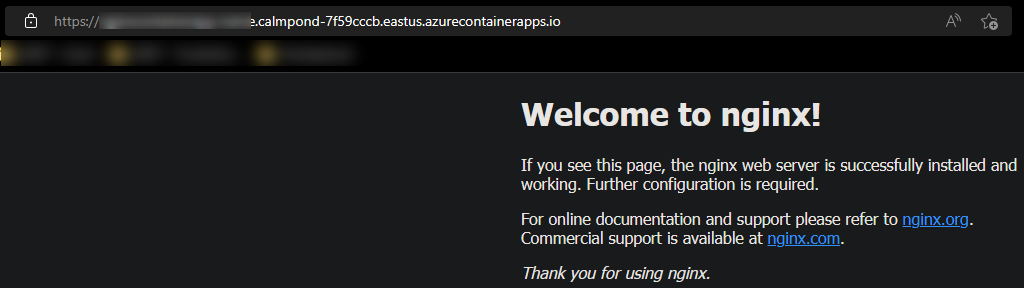 https://e.calmpond-7f59cccb.eastus.azurecontainerapps.io
Welcome to nginx!
If you see this page, the nginx web server is successfully installed and
working. Further configuration is required.
For online documentation and support please refer to nginx.org.
Commercial support is available at nginx.com.
Thank you for using nginx.